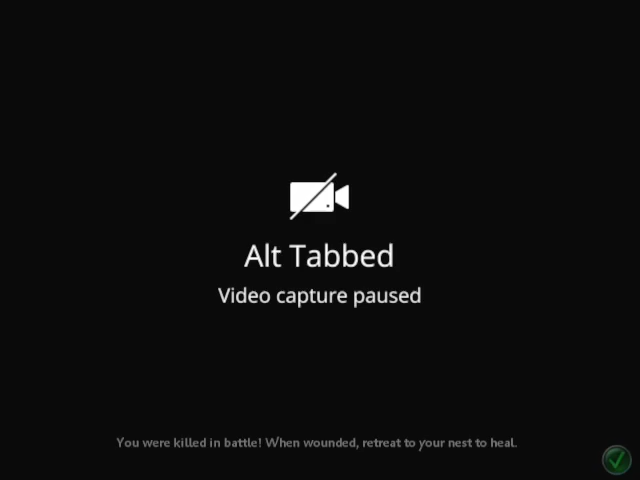 Alt Tabbed
Video capture paused
You were killed in battle! When wounded, retreat to your nest to heal.